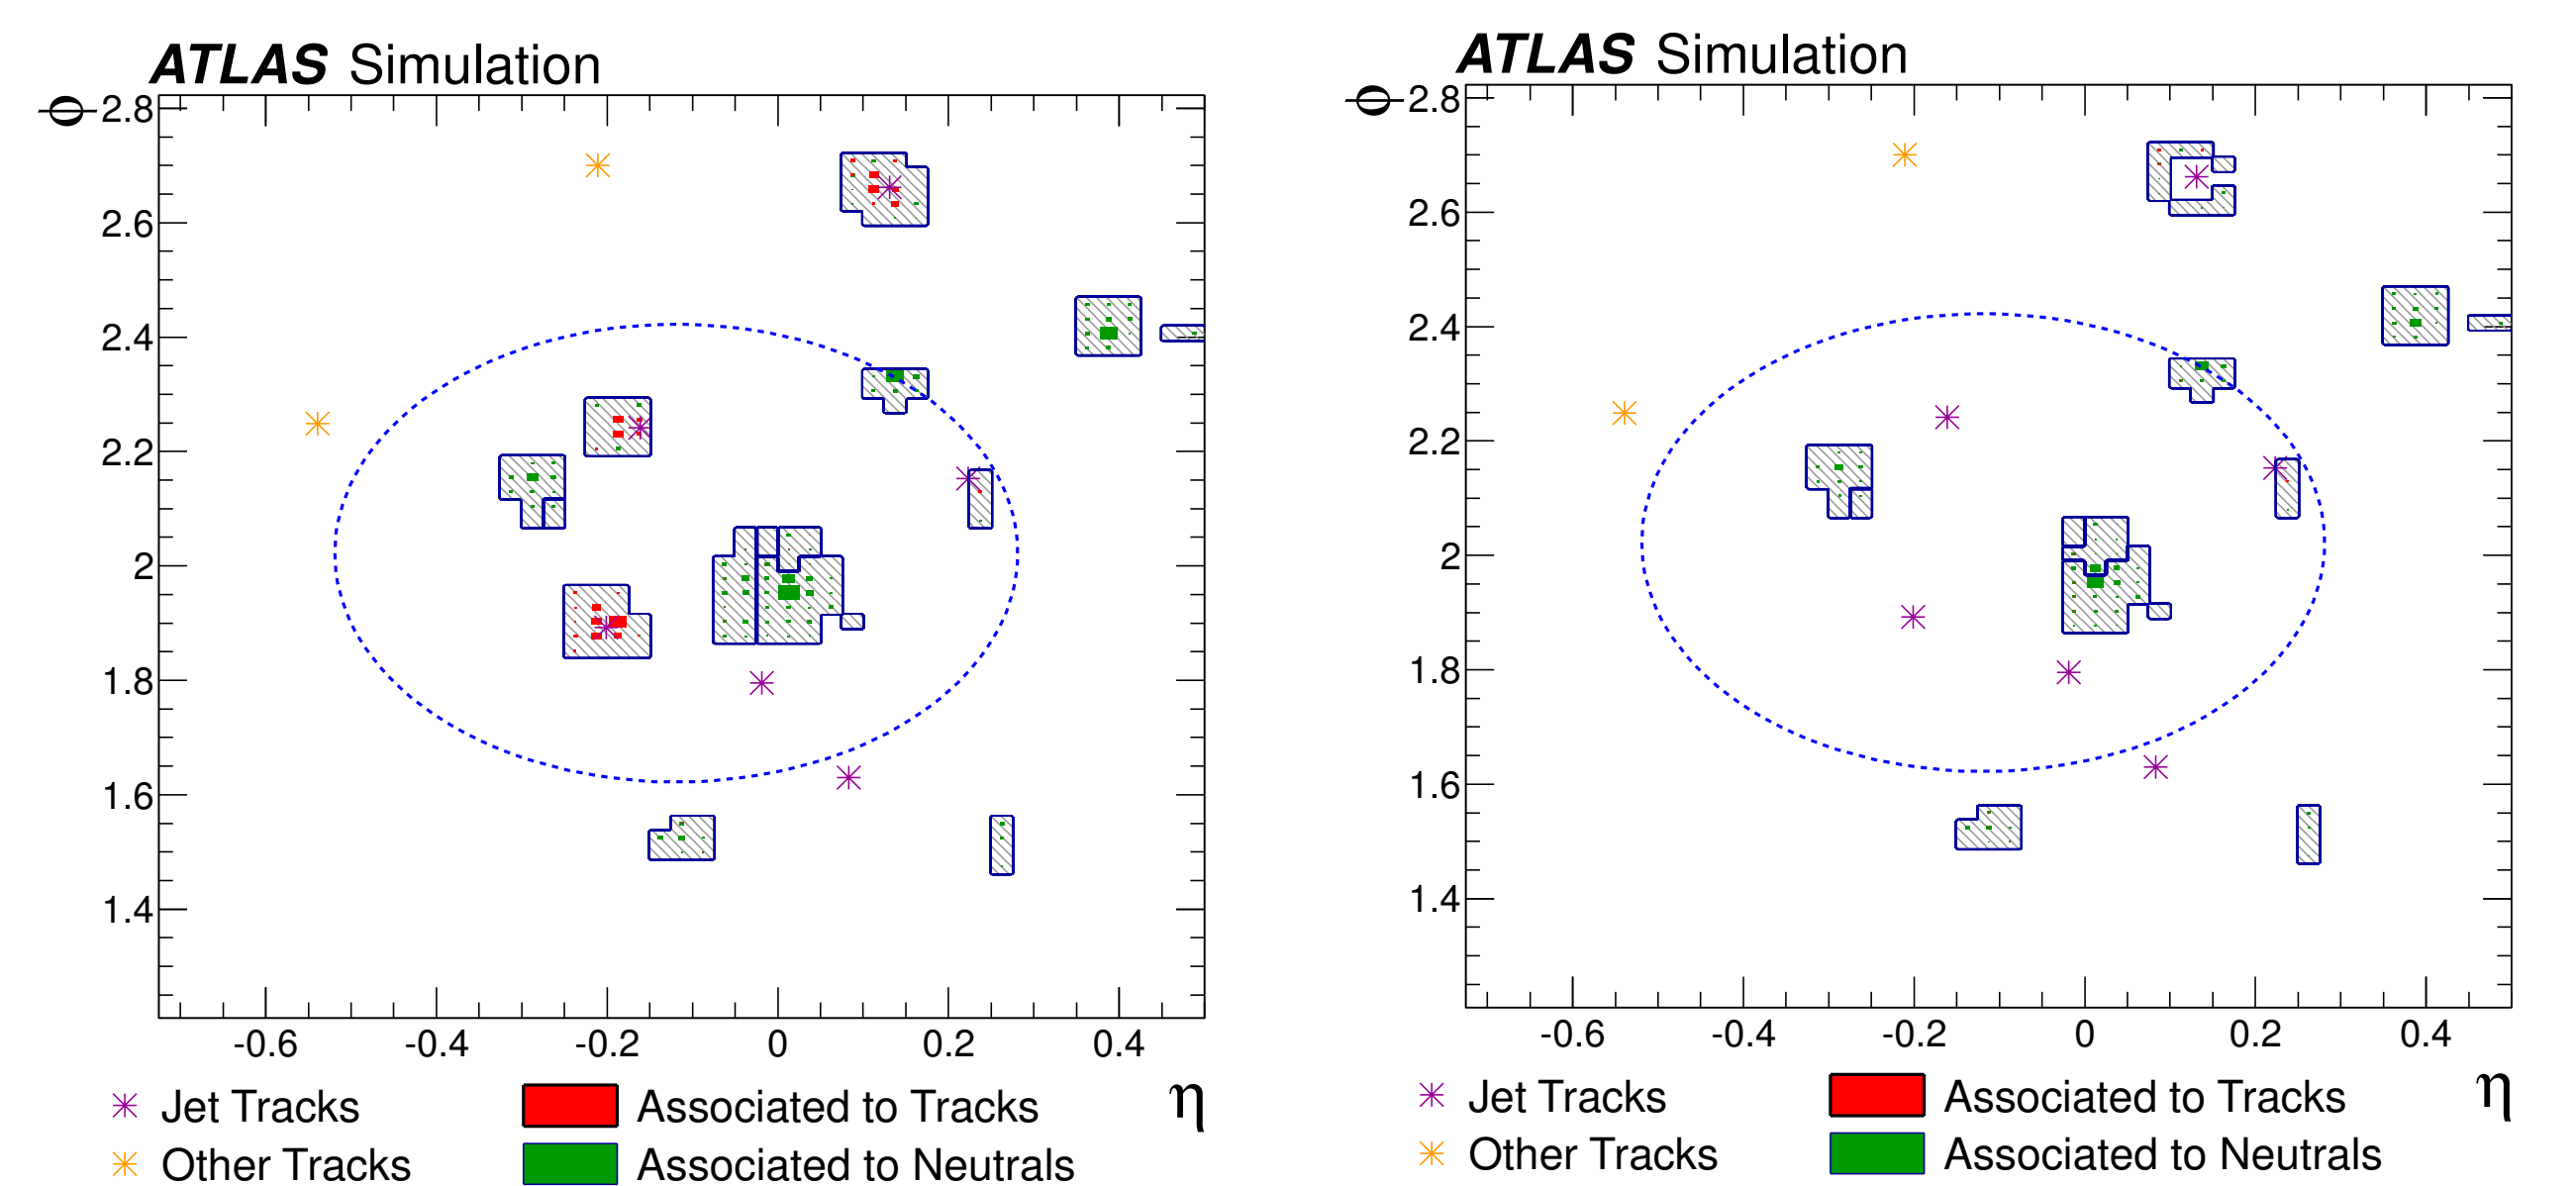 ATLAS Simulation
ϕ
2.8
2.6
2.4
2.2
2
1.8
1.6
1.4
-0.6 -0.4 -0.2 0 0.2 0.4
η
Jet Tracks Associated to Tracks
Other Tracks Associated to Neutrals
ATLAS Simulation
ϕ
2.8
2.6
2.4
2.2
2
1.8
1.6
1.4
-0.6 -0.4 -0.2 0 0.2 0.4
η
Jet Tracks Associated to Tracks
Other Tracks Associated to Neutrals